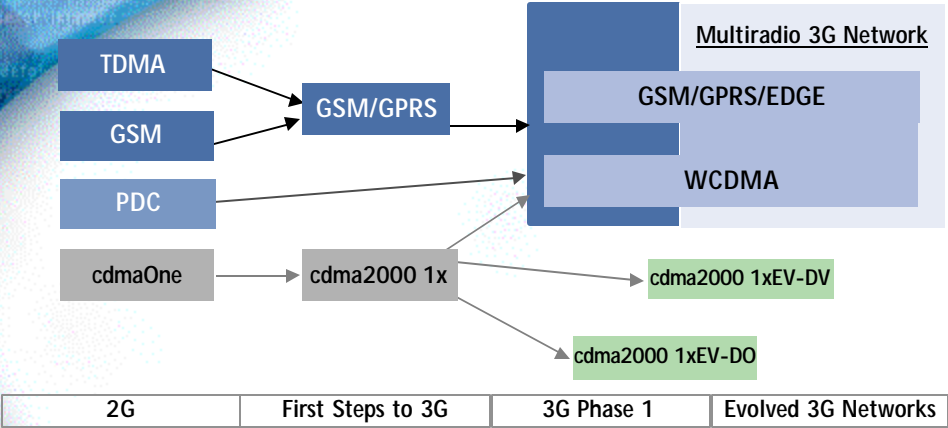 Multiradio 3G Network
TDMA
GSM/GPRS
GSM/GPRS/EDGE
GSM
PDC
WCDMA
cdmaOne
cdma2000 1x
cdma2000 1xEV-DV
cdma2000 1xEV-DO
2G
First Steps to 3G
3G Phase 1
Evolved 3G Networks